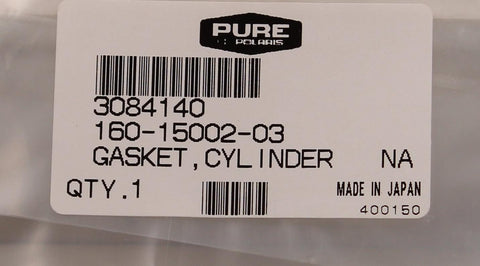 PURE
POLARIS
3084140
160-15002-03
GASKET,CYLINDER NA
QTY.1 MADE IN JAPAN
400150